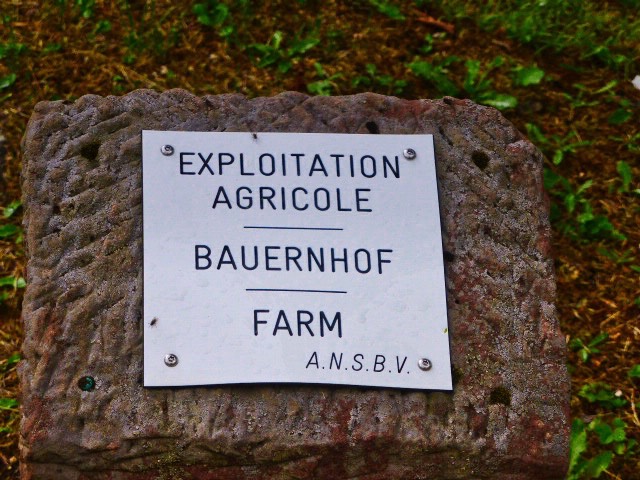 EXPLOITATION
AGRICOLE
BAUERNHOF
FARM
A.N.S.B.V.